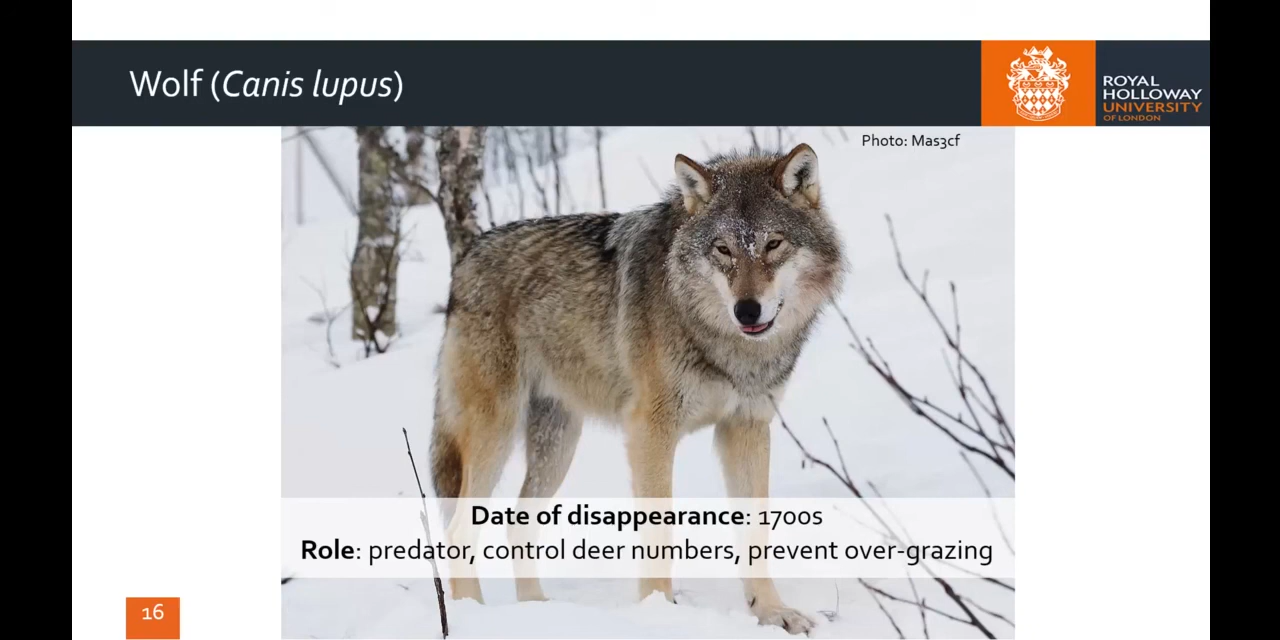 Wolf (Canis lupus)
ROYAL
HOLLOWAY
UNIVERSITY
OF LONDON
Photo: Mas3cf
Date of disappearance: 1700s
Role: predator, control deer numbers, prevent over-grazing
16